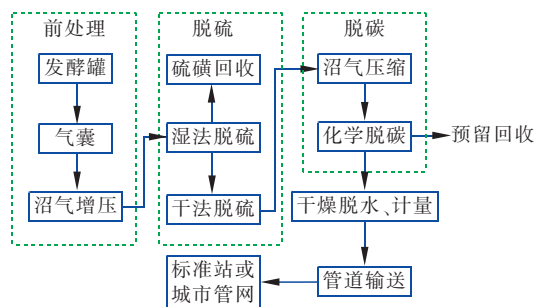 前处理
发酵罐
气囊
沼气增压
脱硫
硫磺回收
湿法脱硫
干法脱硫
脱碳
沼气压缩
化学脱碳
预留回收
干燥脱水、计量
管道输送
标准站或
城市管网